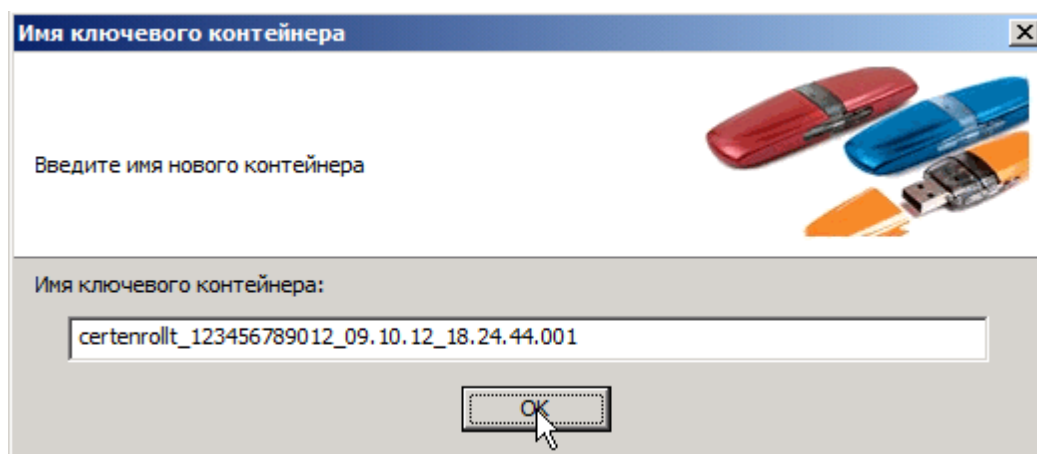 Имя ключевого контейнера
Введите имя нового контейнера
Имя ключевого контейнера:
certenrollt_123456789012_09.10.12_18.24.44.001
OK